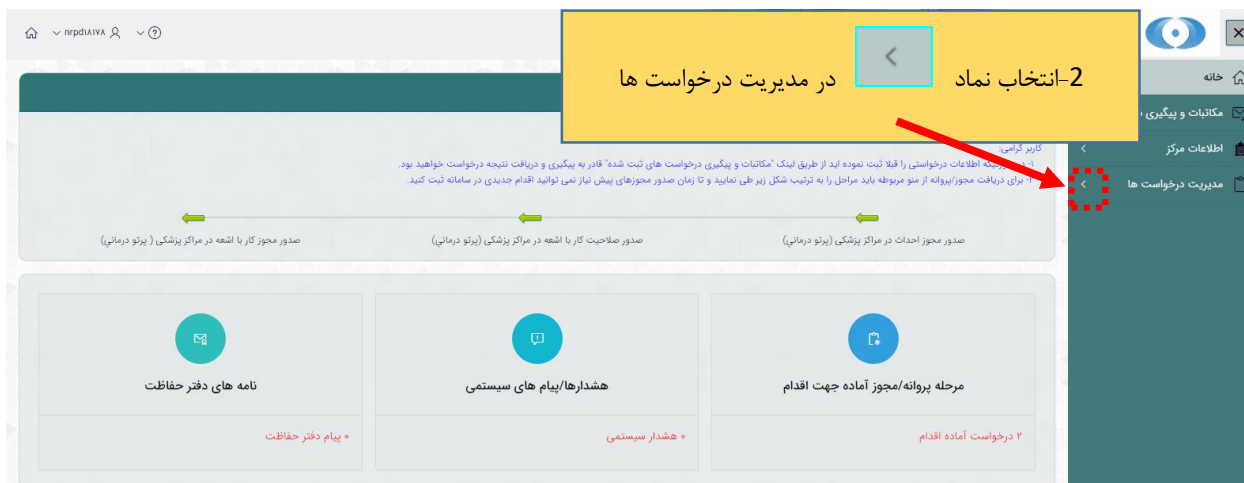 nrpd۱۸۱۷۸
2-انتخاب نماد در مدیریت درخواست ها
خانه
مکاتبات و پیگیری
اطلاعات مرکز
مدیریت درخواست ها
کاربر گرامی:
اطلاعات درخواستی را قبلا ثبت نموده اید از طریق لینک "مکاتبات و پیگیری درخواست های ثبت شده" قادر به پیگیری و دریافت نتیجه درخواست خواهید بود.
۲- برای دریافت مجوز/پروانه از منو مربوطه باید مراحل را به ترتیب شکل زیر طی نمایید و تا زمان صدور مجوزهای پیش نیاز نمی توانید اقدام جدیدی در سامانه ثبت کنید.
صدور مجوز احداث در مراکز پزشکی (پرتو درماني)
صدور صلاحیت کار با اشعه در مراکز پزشکی (پرتو درماني)
صدور مجوز کار با اشعه در مراکز پزشکی ( پرتو درماني)
مرحله پروانه/مجوز آماده جهت اقدام
هشدارها/پیام های سیستمی
نامه های دفتر حفاظت
۲ درخواست آماده اقدام
۰ هشدار سیستمی
۰ پیام دفتر حفاظت